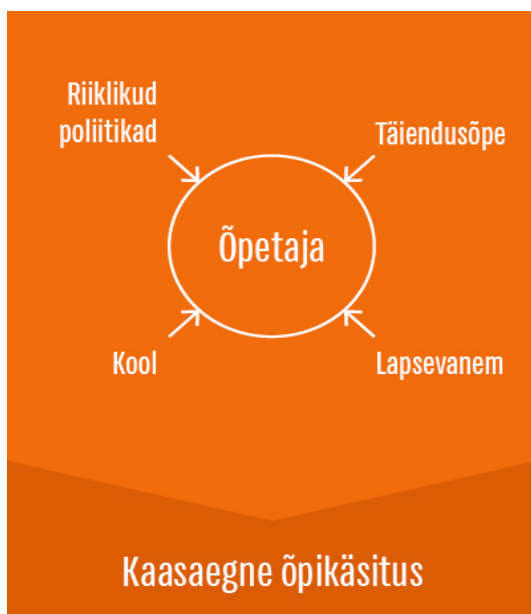 Riiklikud
poliitikad
Täiendusõpe
Õpetaja
Kool
Lapsevanem
Kaasaegne õpikäsitus